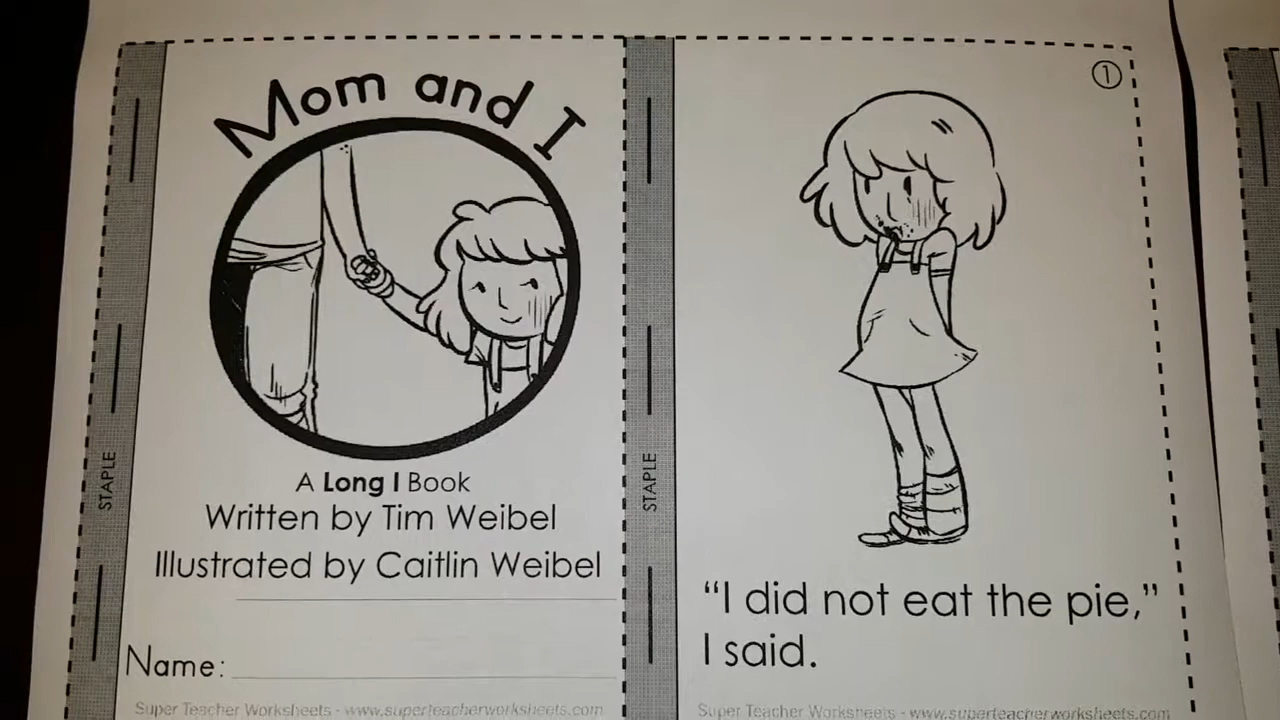 Mom and I
A Long I Book
Written by Tim Weibel
Illustrated by Caitlin Weibel
Name:
Super Teacher Worksheets - www.superteacherworksheets.com
STAPLE
STAPLE
1
“I did not eat the pie,”
I said.
Super Teacher Worksheets - www.superteacherworksheets.com